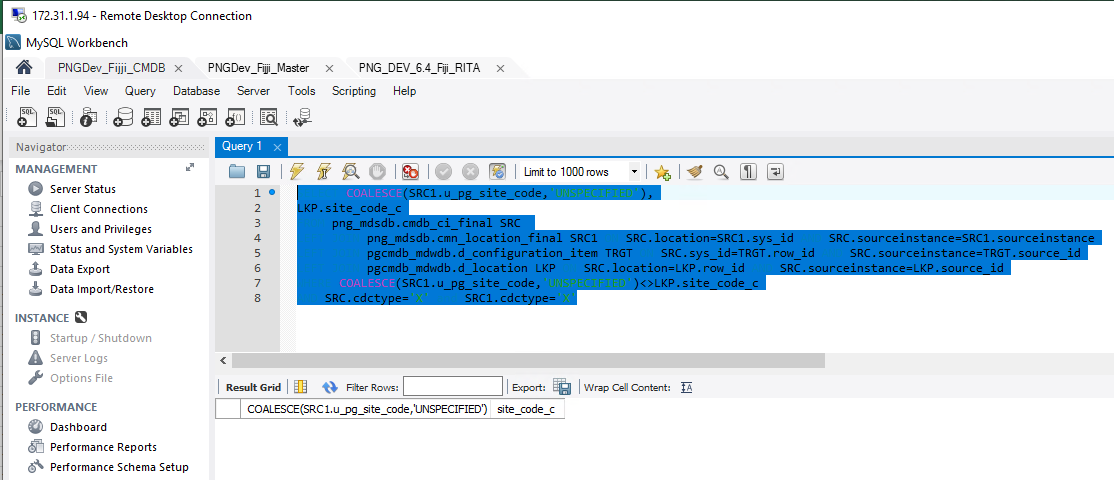 172.31.1.94 - Remote Desktop Connection
MySQL Workbench
PNGDev_Fijji_CMDB × PNGDev_Fijji_Master × PNG_DEV_6.4_Fiji_RITA ×
File Edit View Query Database Server Tools Scripting Help
Navigator
MANAGEMENT
Server Status
Client Connections
Users and Privileges
Status and System Variables
Data Export
Data Import/Restore
INSTANCE
Startup / Shutdown
Server Logs
Options File
PERFORMANCE
Dashboard
Performance Reports
Performance Schema Setup
Query 1 ×
Limit to 1000 rows
1 COALESCE(SRC1.u_pg_site_code,'UNSPECIFIED'),
2 LKP.site_code_c
3 png_mdsdb.cmdb_ci_final SRC
4 png_mdsdb.cmn_location_final SRC1 SRC.location=SRC1.sys_id SRC.sourceinstance=SRC1.sourceinstance
5 pgcmdb_mdwdb.d_configuration_item TRGT SRC.sys_id=TRGT.row_id SRC.sourceinstance=TRGT.source_id
6 pgcmdb_mdwdb.d_location LKP SRC.location=LKP.row_id SRC.sourceinstance=LKP.source_id
7 COALESCE(SRC1.u_pg_site_code,'UNSPECIFIED')<>LKP.site_code_c
8 SRC.cdctype='X' SRC1.cdctype='X'
Result Grid Filter Rows: Export: Wrap Cell Content:
COALESCE(SRC1.u_pg_site_code,'UNSPECIFIED') site_code_c